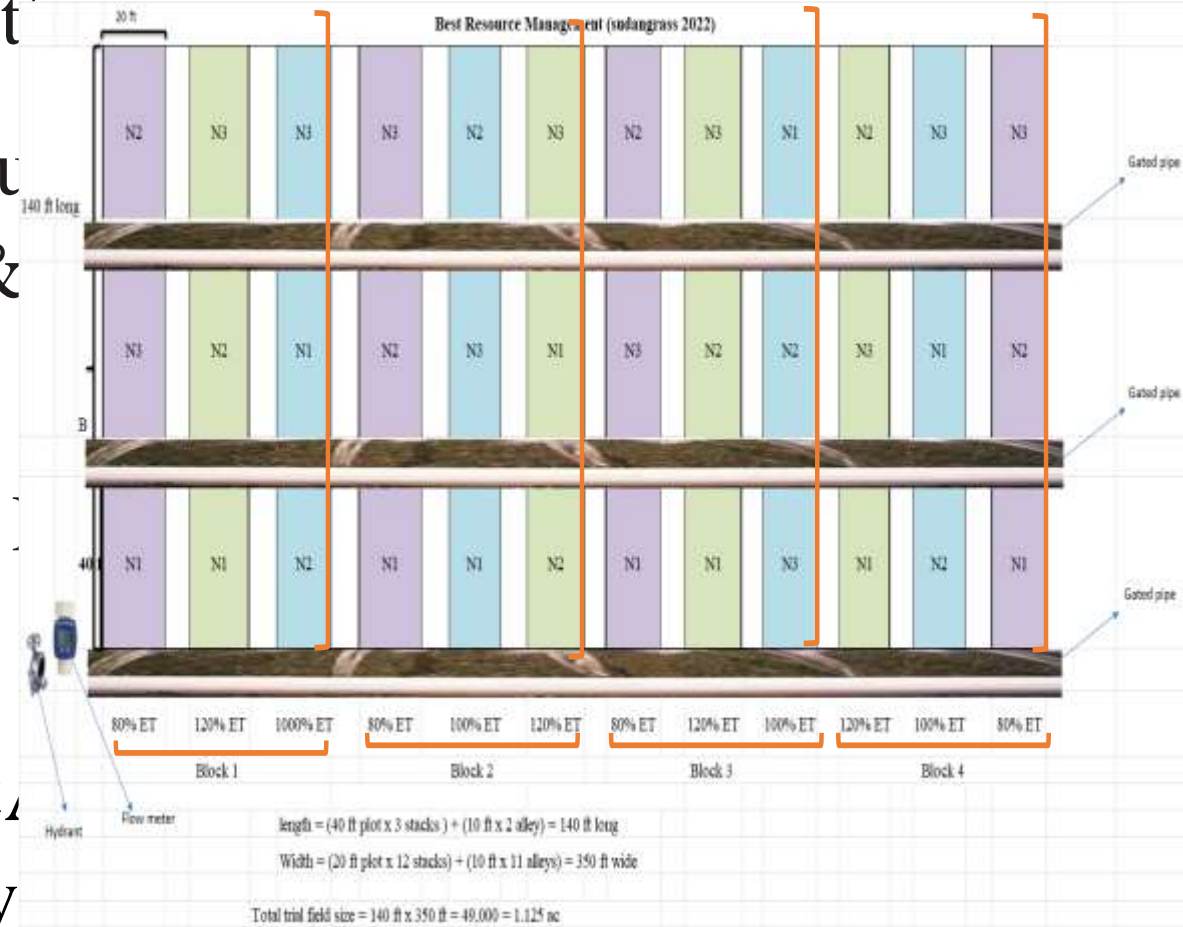 20 ft
Best Resource Management (sudangrass 2022)
N2 N3 N3 N3 N2 N3 N2 N3 N1 N2 N3 N3
Gated pipe
140 ft long
N3 N2 N1 N2 N3 N1 N3 N2 N2 N3 N1 N2
Gated pipe
B
N1 N1 N2 N1 N1 N2 N1 N1 N3 N1 N2 N1
40
Gated pipe
80% ET 120% ET 1000% ET 80% ET 100% ET 120% ET 80% ET 120% ET 100% ET 120% ET 100% ET 80% ET
Block 1 Block 2 Block 3 Block 4
Hydrant
Flow meter
length = (40 ft plot x 3 stacks ) + (10 ft x 2 alley) = 140 ft long
Width = (20 ft plot x 12 stacks) + (10 ft x 11 alleys) = 350 ft wide
Total trial field size = 140 ft x 350 ft = 49,000 = 1.125 ac